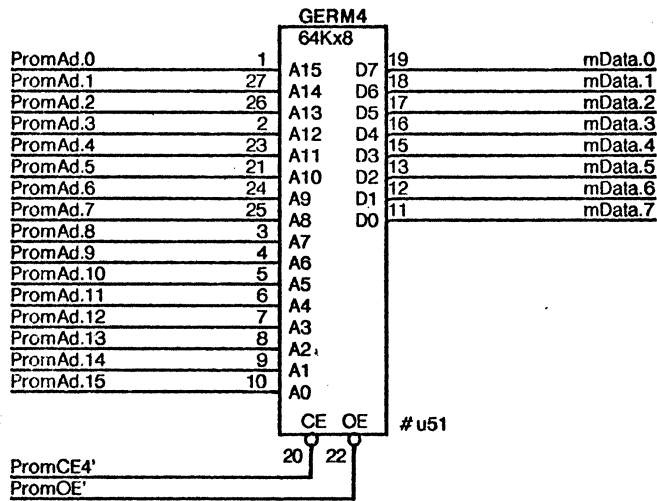 GERM4
64Kx8
PromAd.0 1 A15 D7 19 mData.0
PromAd.1 27 A14 D6 18 mData.1
PromAd.2 26 A13 D5 17 mData.2
PromAd.3 2 A12 D4 16 mData.3
PromAd.4 23 A11 D3 15 mData.4
PromAd.5 21 A10 D2 13 mData.5
PromAd.6 24 A9 D1 12 mData.6
PromAd.7 25 A8 D0 11 mData.7
PromAd.8 3 A7
PromAd.9 4 A6
PromAd.10 5 A5
PromAd.11 6 A4
PromAd.12 7 A3
PromAd.13 8 A2
PromAd.14 9 A1
PromAd.15 10 A0
CE OE #u51
20 22
PromCE4'
PromOE'